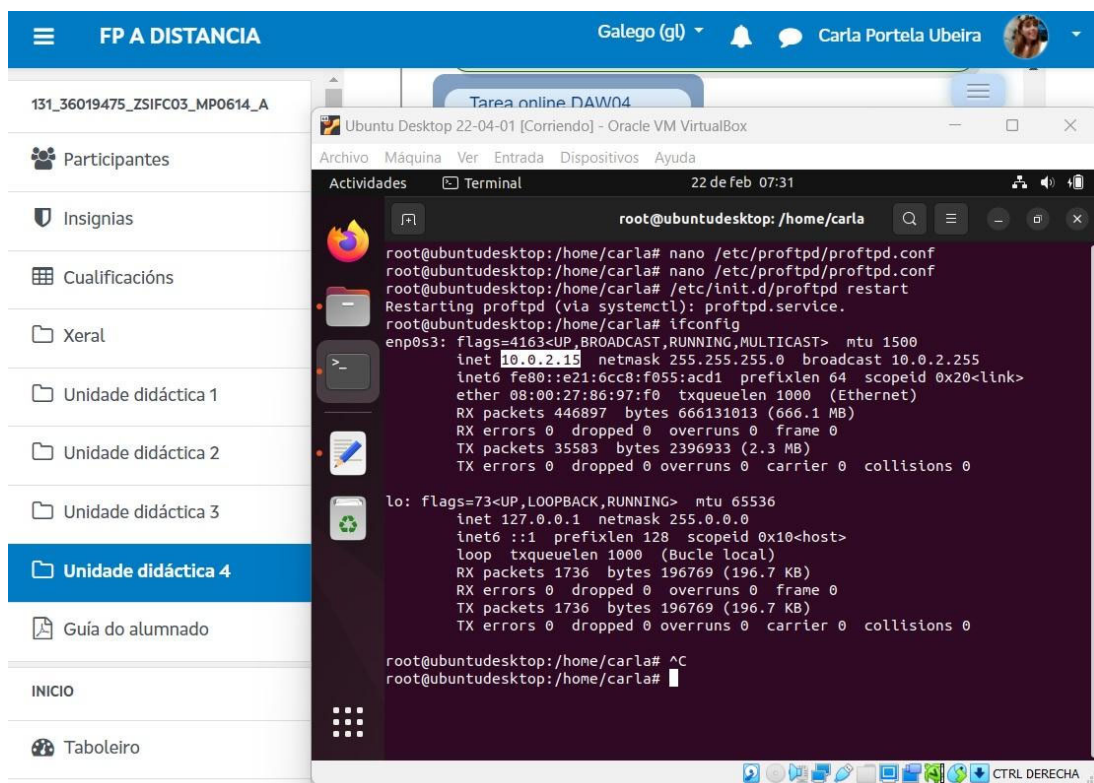 FP A DISTANCIA
Galego (gl)
Carla Portela Ubeira
131_36019475_ZSIFC03_MP0614_A
Participantes
Insignias
Cualificacións
Xeral
Unidade didáctica 1
Unidade didáctica 2
Unidade didáctica 3
Unidade didáctica 4
Guía do alumnado
INICIO
Taboleiro
Tarea online DAW04
Ubuntu Desktop 22-04-01 [Corriendo] - Oracle VM VirtualBox
Archivo Máquina Ver Entrada Dispositivos Ayuda
Actividades Terminal 22 de feb 07:31
root@ubuntudesktop: /home/carla
root@ubuntudesktop:/home/carla# nano /etc/proftpd/proftpd.conf
root@ubuntudesktop:/home/carla# nano /etc/proftpd/proftpd.conf
root@ubuntudesktop:/home/carla# /etc/init.d/proftpd restart
Restarting proftpd (via systemctl): proftpd.service.
root@ubuntudesktop:/home/carla# ifconfig
enp0s3: flags=4163<UP,BROADCAST,RUNNING,MULTICAST> mtu 1500
inet 10.0.2.15 netmask 255.255.255.0 broadcast 10.0.2.255
inet6 fe80::e21:6cc8:f055:acd1 prefixlen 64 scopeid 0x20<link>
ether 08:00:27:86:97:f0 txqueuelen 1000 (Ethernet)
RX packets 446897 bytes 666131013 (666.1 MB)
RX errors 0 dropped 0 overruns 0 frame 0
TX packets 35583 bytes 2396933 (2.3 MB)
TX errors 0 dropped 0 overruns 0 carrier 0 collisions 0
lo: flags=73<UP,LOOPBACK,RUNNING> mtu 65536
inet 127.0.0.1 netmask 255.0.0.0
inet6 ::1 prefixlen 128 scopeid 0x10<host>
loop txqueuelen 1000 (Bucle local)
RX packets 1736 bytes 196769 (196.7 KB)
RX errors 0 dropped 0 overruns 0 frame 0
TX packets 1736 bytes 196769 (196.7 KB)
TX errors 0 dropped 0 overruns 0 carrier 0 collisions 0
root@ubuntudesktop:/home/carla# ^C
root@ubuntudesktop:/home/carla#
CTRL DERECHA